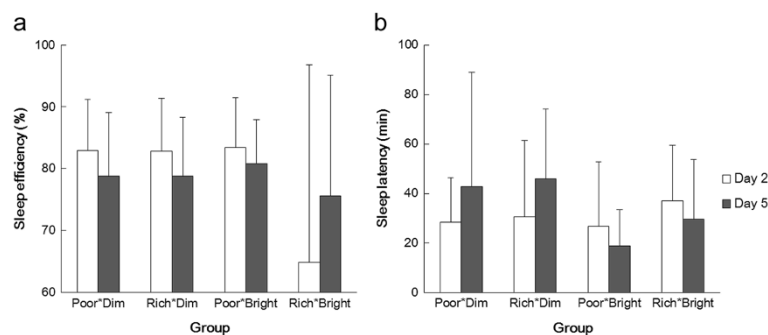 a
b
100
90
80
70
60
Sleep efficiency (%)
Poor*Dim Rich*Dim Poor*Bright Rich*Bright
Group
100
80
60
40
20
0
Sleep latency (min)
Poor*Dim Rich*Dim Poor*Bright Rich*Bright
Group
Day 2
Day 5